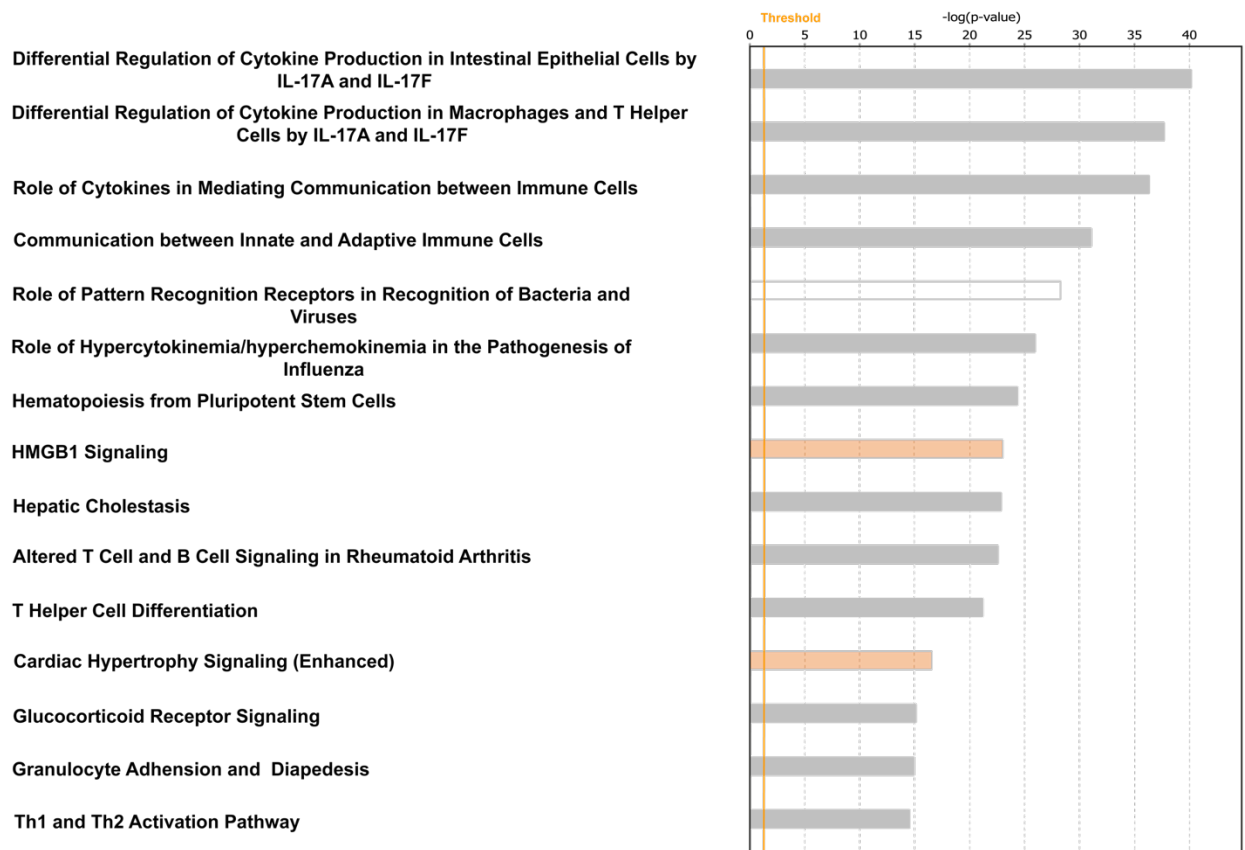 Threshold -log(p-value)
0 5 10 15 20 25 30 35 40
Differential Regulation of Cytokine Production in Intestinal Epithelial Cells by
IL-17A and IL-17F
Differential Regulation of Cytokine Production in Macrophages and T Helper
Cells by IL-17A and IL-17F
Role of Cytokines in Mediating Communication between Immune Cells
Communication between Innate and Adaptive Immune Cells
Role of Pattern Recognition Receptors in Recognition of Bacteria and
Viruses
Role of Hypercytokinemia/hyperchemokinemia in the Pathogenesis of
Influenza
Hematopoiesis from Pluripotent Stem Cells
HMGB1 Signaling
Hepatic Cholestasis
Altered T Cell and B Cell Signaling in Rheumatoid Arthritis
T Helper Cell Differentiation
Cardiac Hypertrophy Signaling (Enhanced)
Glucocorticoid Receptor Signaling
Granulocyte Adhension and Diapedesis
Th1 and Th2 Activation Pathway